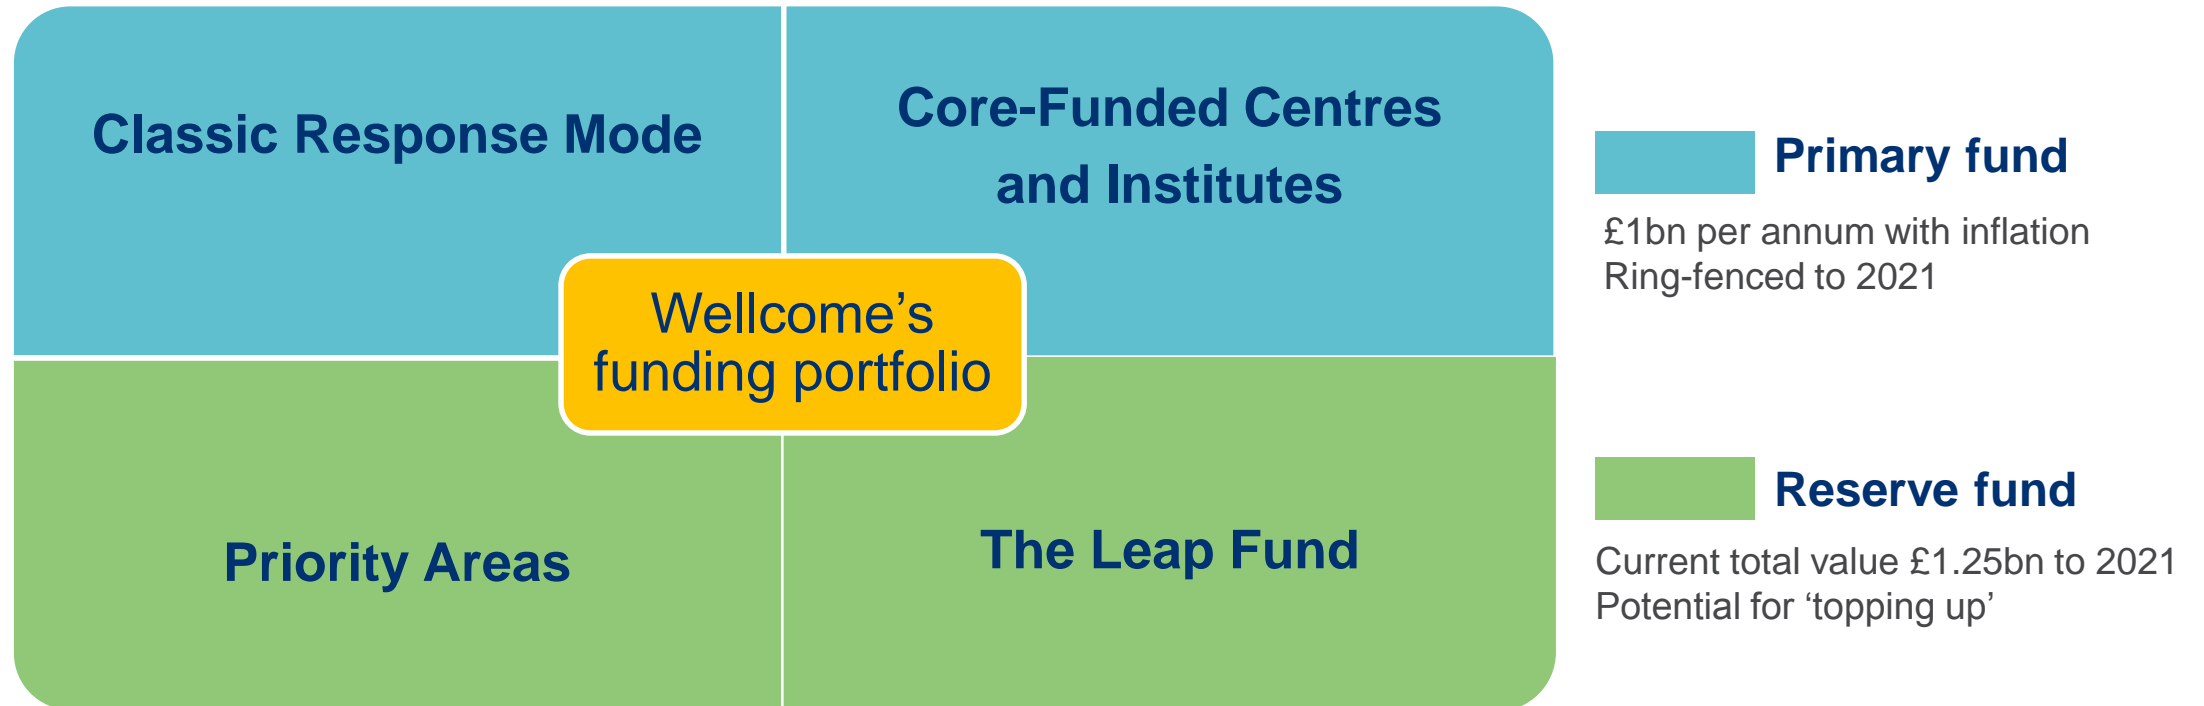 Classic Response Mode
Core-Funded Centres
and Institutes
Wellcome’s
funding portfolio
Priority Areas
The Leap Fund
Primary fund
£1bn per annum with inflation
Ring-fenced to 2021
Reserve fund
Current total value £1.25bn to 2021
Potential for ‘topping up’